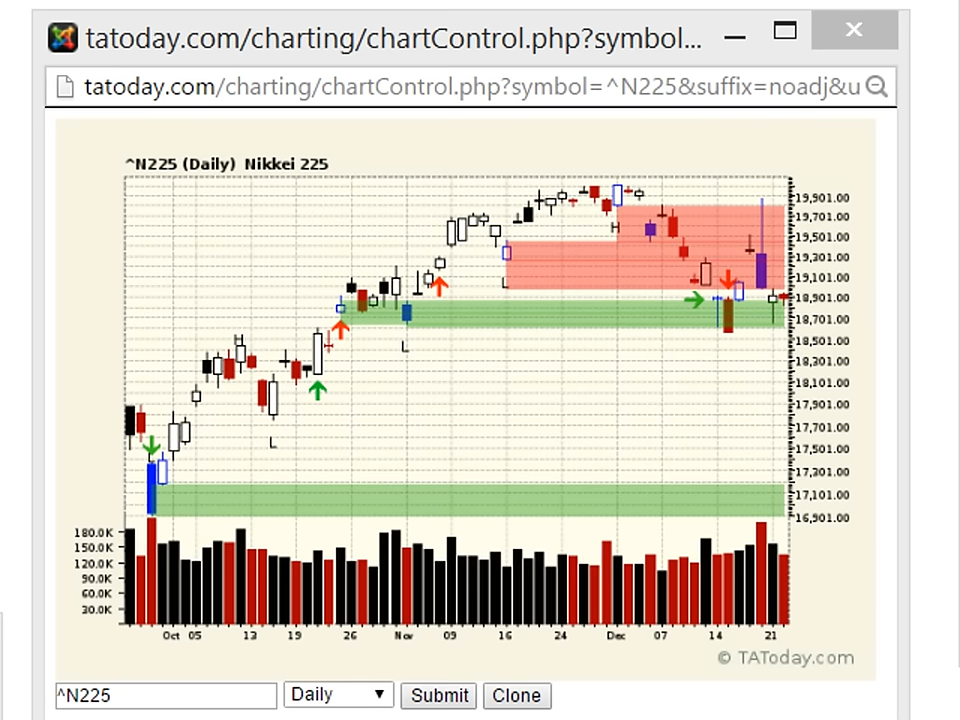 tatoday.com/charting/chartControl.php?symbol...
tatoday.com/charting/chartControl.php?symbol=^N225&suffix=noadj&u
^N225 (Daily) Nikkei 225
19,901.00
19,701.00
19,501.00
19,301.00
19,101.00
18,901.00
18,701.00
18,501.00
18,301.00
18,101.00
17,901.00
17,701.00
17,501.00
17,301.00
17,101.00
16,901.00
H
H
L
L
L
180.0K
150.0K
120.0K
90.0K
60.0K
30.0K
Oct 05 13 19 26 Nov 09 16 24 Dec 07 14 21
© TAToday.com
^N225 Daily Submit Clone